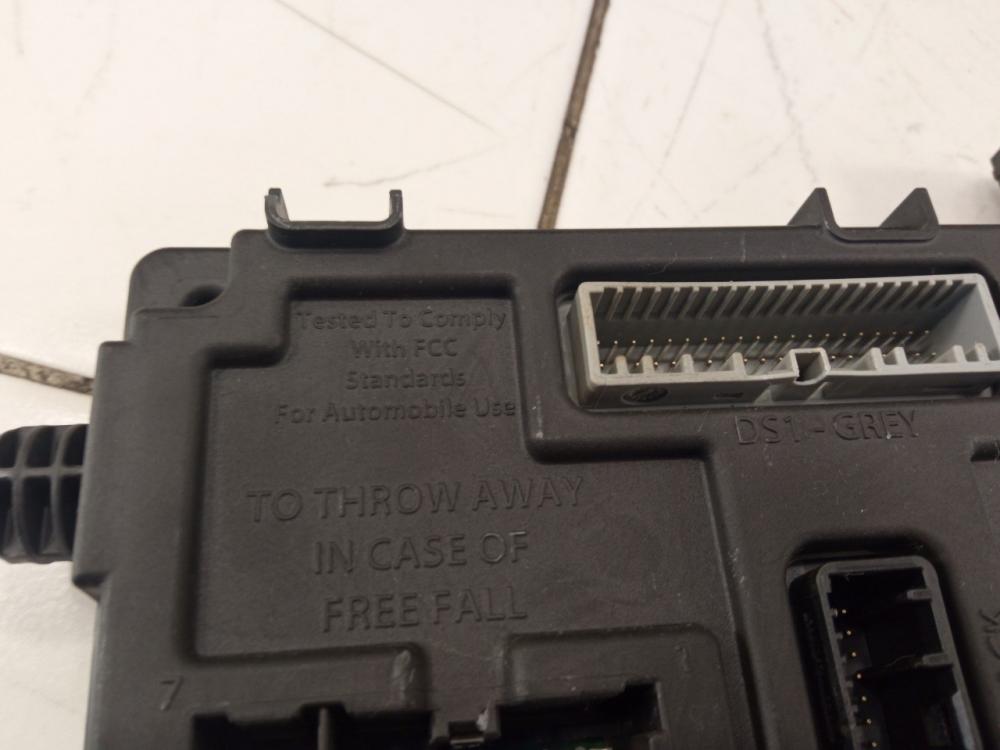 Tested To Comply
With FCC
Standards
For Automobile Use
DS1 - GREY
TO THROW AWAY
IN CASE OF
FREE FALL
7
1